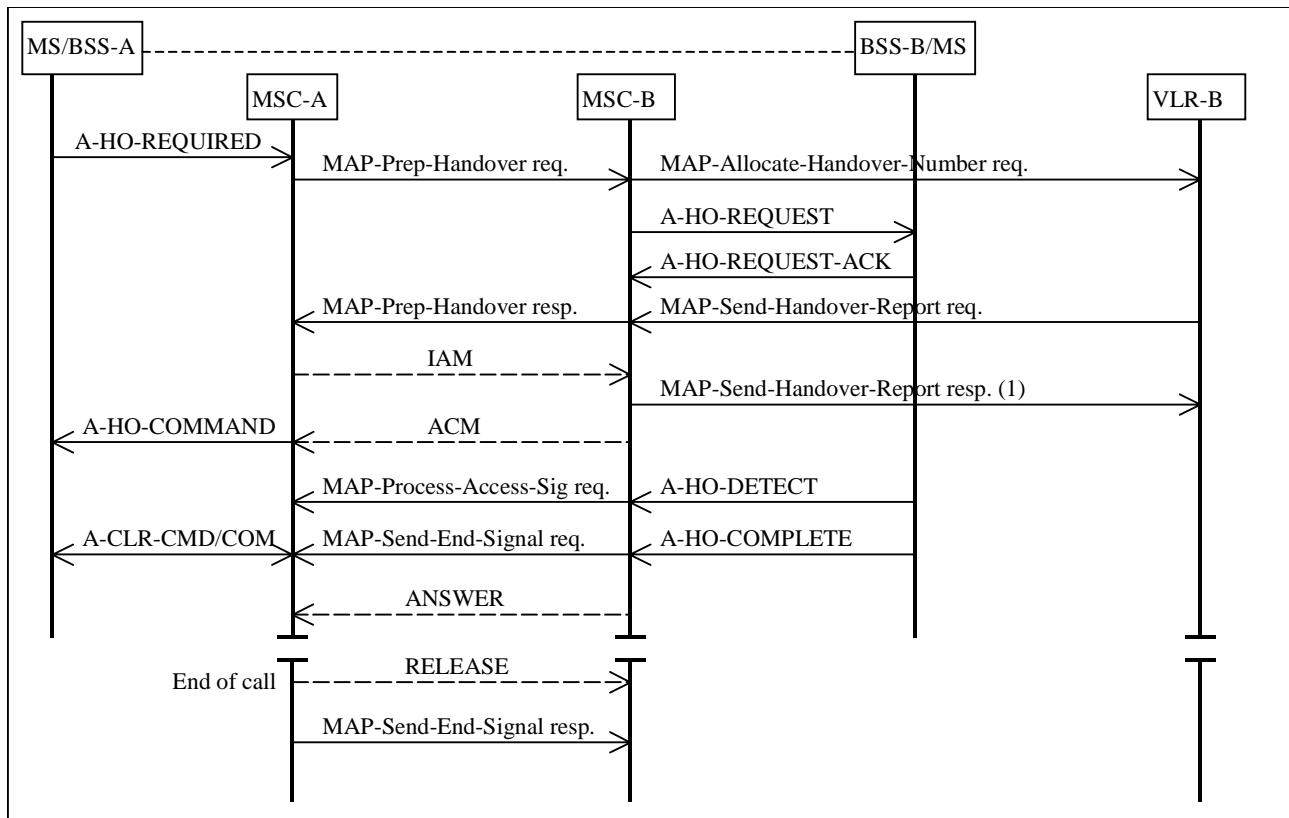 MS/BSS-A
BSS-B/MS
MSC-A
MSC-B
VLR-B
A-HO-REQUIRED
MAP-Prep-Handover req.
MAP-Allocate-Handover-Number req.
A-HO-REQUEST
A-HO-REQUEST-ACK
MAP-Prep-Handover resp.
MAP-Send-Handover-Report req.
IAM
MAP-Send-Handover-Report resp. (1)
A-HO-COMMAND
ACM
MAP-Process-Access-Sig req.
A-HO-DETECT
A-CLR-CMD/COM
MAP-Send-End-Signal req.
A-HO-COMPLETE
ANSWER
RELEASE
End of call
MAP-Send-End-Signal resp.